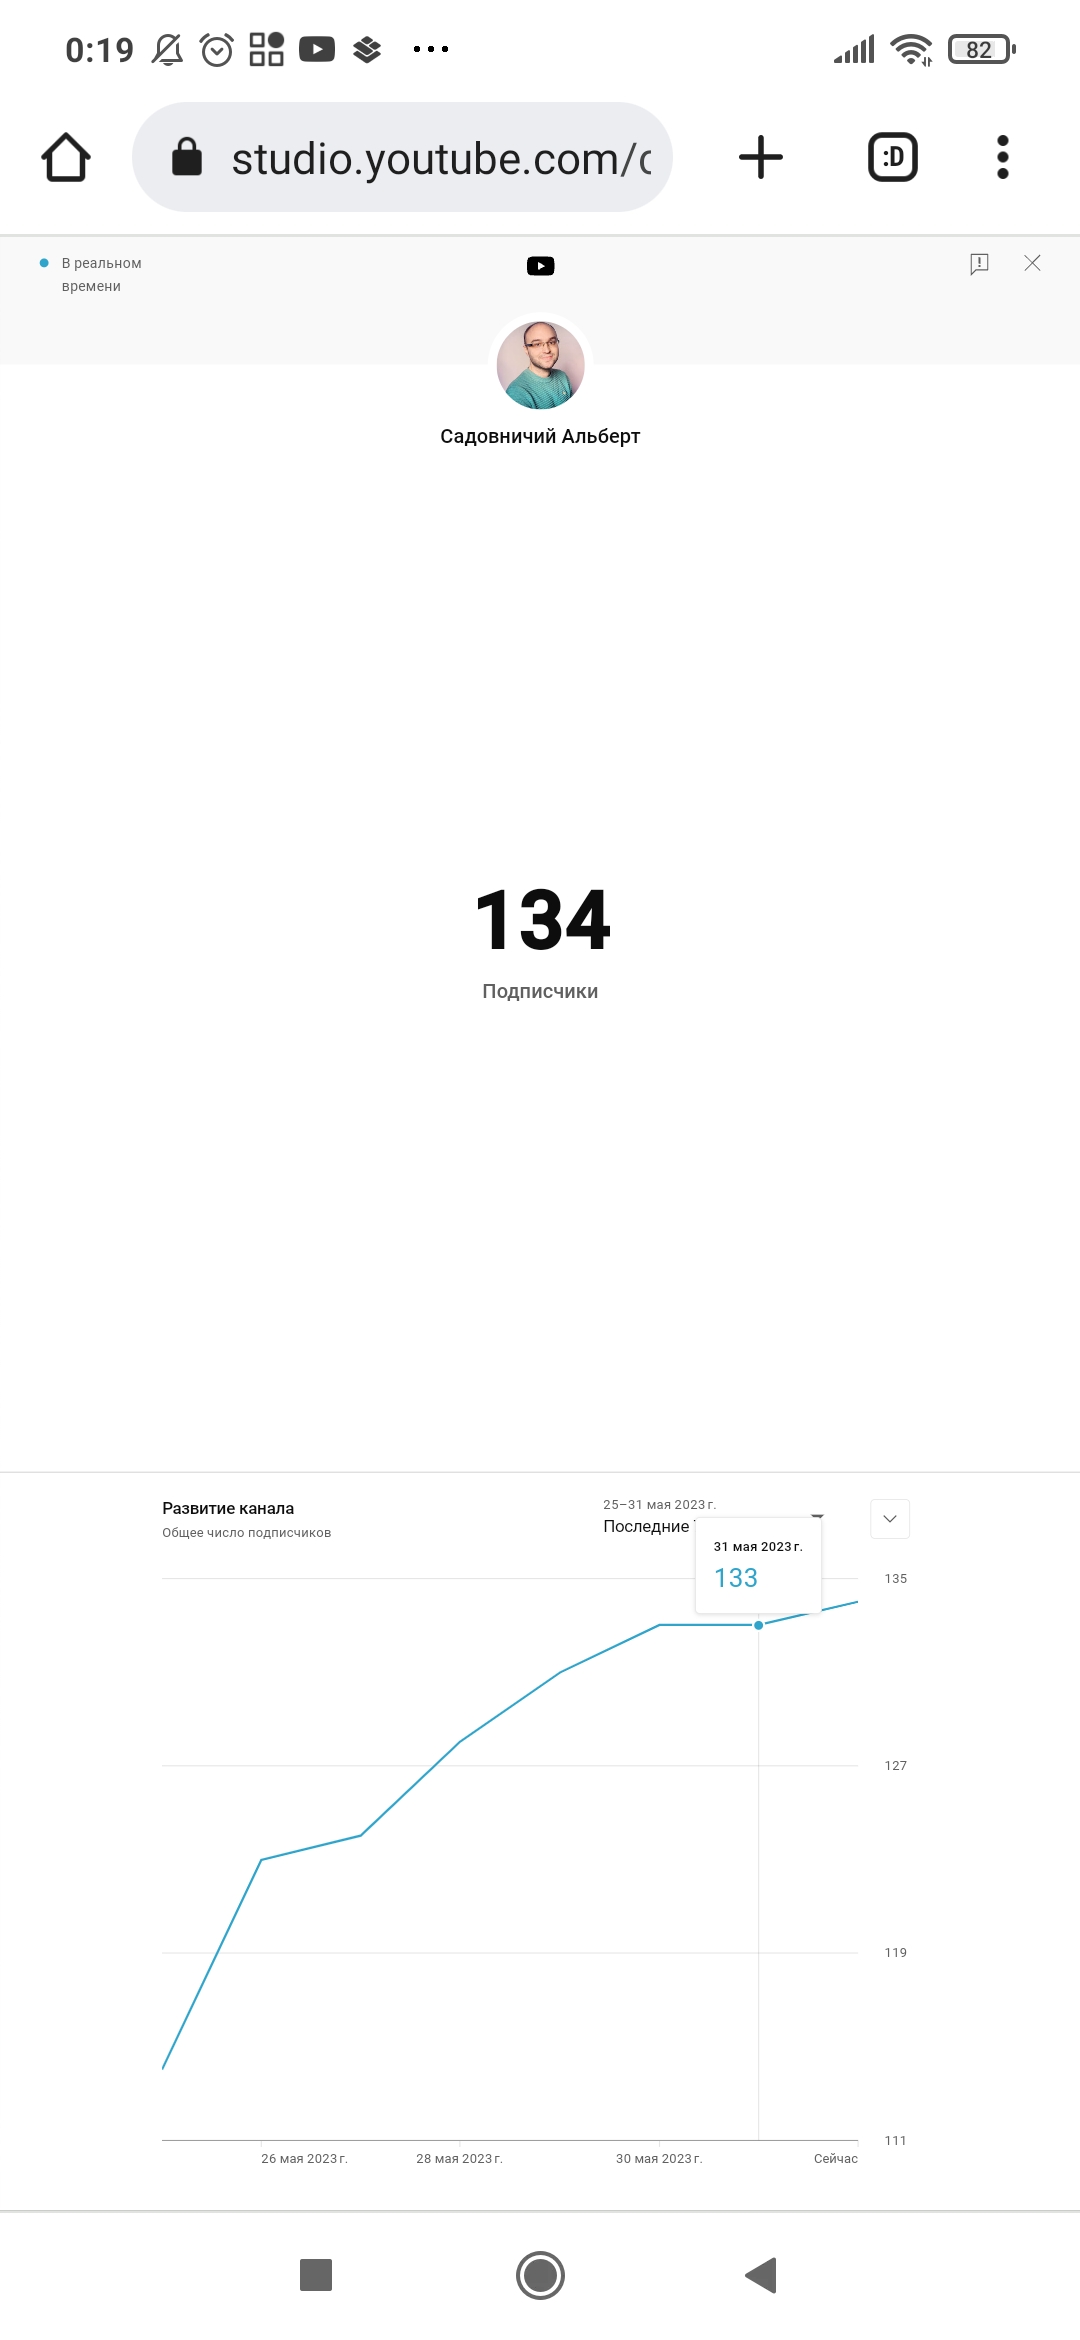 0:19
82
studio.youtube.com/
:D
В реальном
времени
Садовничий Альберт
134
Подписчики
Развитие канала
Общее число подписчиков
25–31 мая 2023 г.
Последние
31 мая 2023 г.
133
135
127
119
111
26 мая 2023 г.
28 мая 2023 г.
30 мая 2023 г.
Сейчас